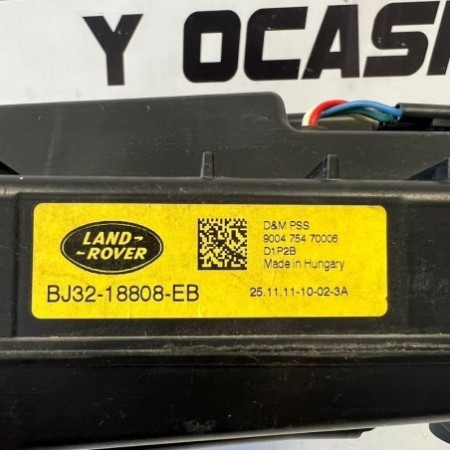 Y OCASI
LAND-
-ROVER
D&M PSS
9004 754 70006
D1P2B
Made in Hungary
BJ32-18808-EB
25.11.11-10-02-3A